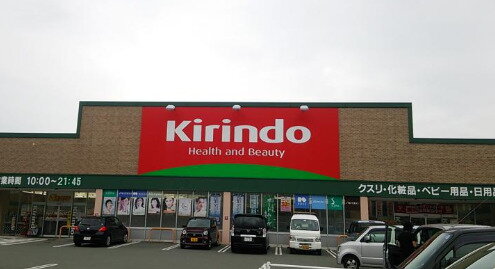 Kirindo
Health and Beauty
業時間 10:00~21:45
クスリ・化粧品・ベビー用品・日用